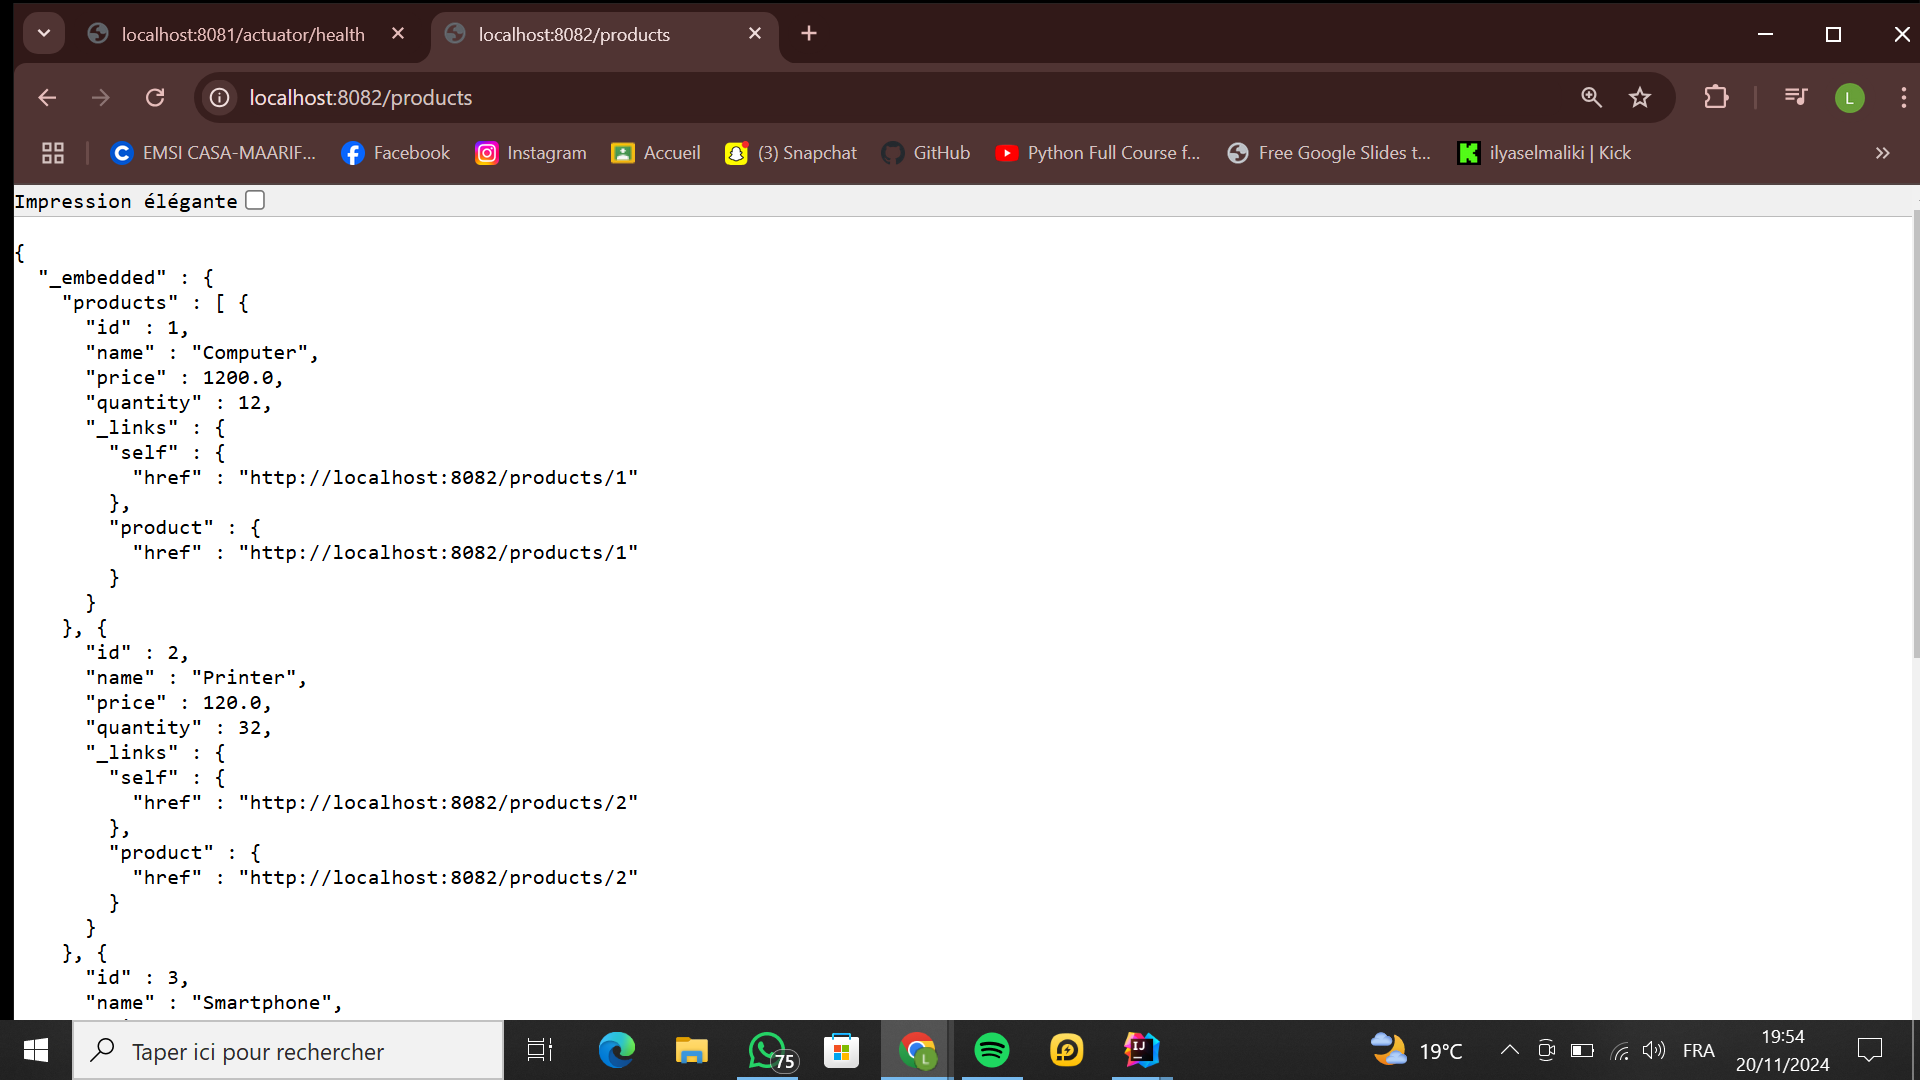 localhost:8081/actuator/health
localhost:8082/products
localhost:8082/products
L
EMSI CASA-MAARIF...
Facebook
Instagram
Accueil
(3) Snapchat
GitHub
Python Full Course f...
Free Google Slides t...
ilyaselmaliki | Kick
Impression élégante
{
  "_embedded" : {
    "products" : [ {
      "id" : 1,
      "name" : "Computer",
      "price" : 1200.0,
      "quantity" : 12,
      "_links" : {
        "self" : {
          "href" : "http://localhost:8082/products/1"
        },
        "product" : {
          "href" : "http://localhost:8082/products/1"
        }
      }
    }, {
      "id" : 2,
      "name" : "Printer",
      "price" : 120.0,
      "quantity" : 32,
      "_links" : {
        "self" : {
          "href" : "http://localhost:8082/products/2"
        },
        "product" : {
          "href" : "http://localhost:8082/products/2"
        }
      }
    }, {
      "id" : 3,
      "name" : "Smartphone",
Taper ici pour rechercher
75
L
IJ
19°C
FRA
19:54
20/11/2024